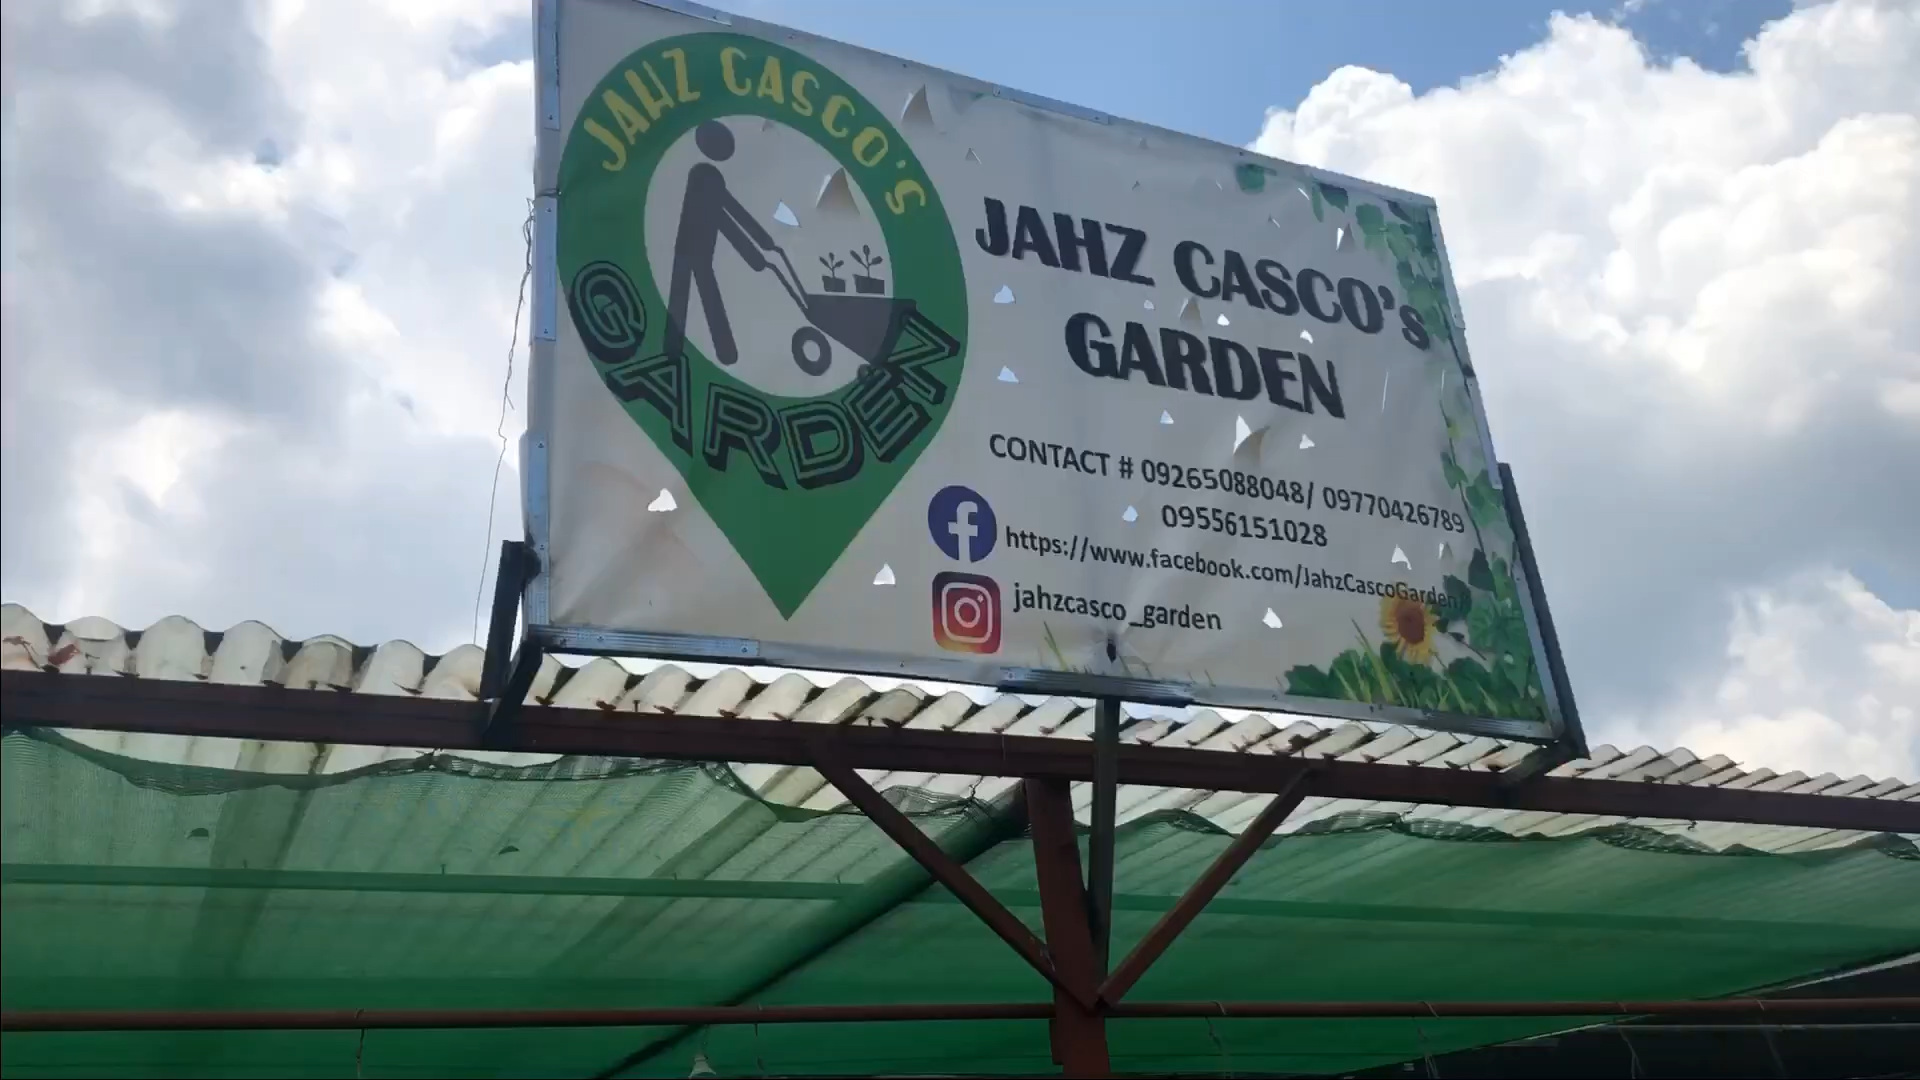 JAHZ CASCO'S
GARDEN
JAHZ CASCO's
GARDEN
CONTACT # 09265088048/ 09770426789
09556151028
https://www.facebook.com/JahzCascoGarden/
jahzcasco_garden